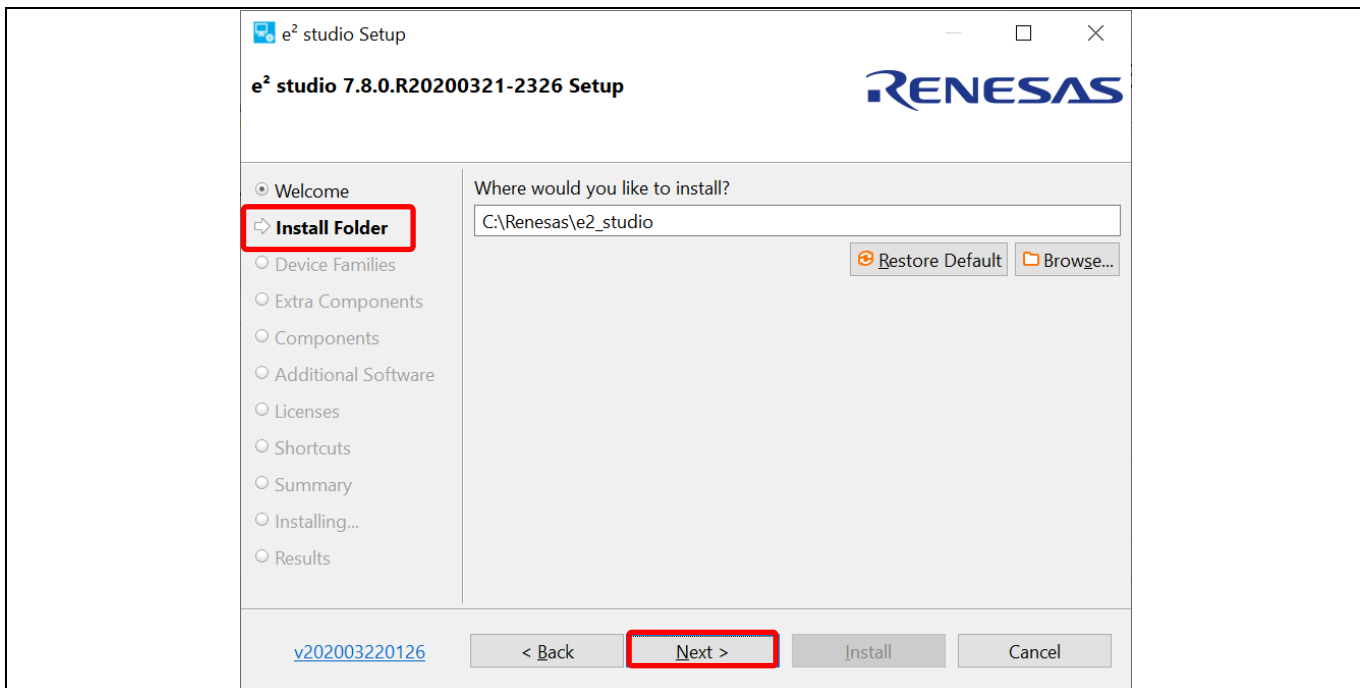 e² studio Setup
e² studio 7.8.0.R20200321-2326 Setup
RENESAS
Welcome
Install Folder
Device Families
Extra Components
Components
Additional Software
Licenses
Shortcuts
Summary
Installing...
Results
Where would you like to install?
C:\Renesas\e2_studio
Restore Default
Browse...
v202003220126
< Back
Next >
Install
Cancel